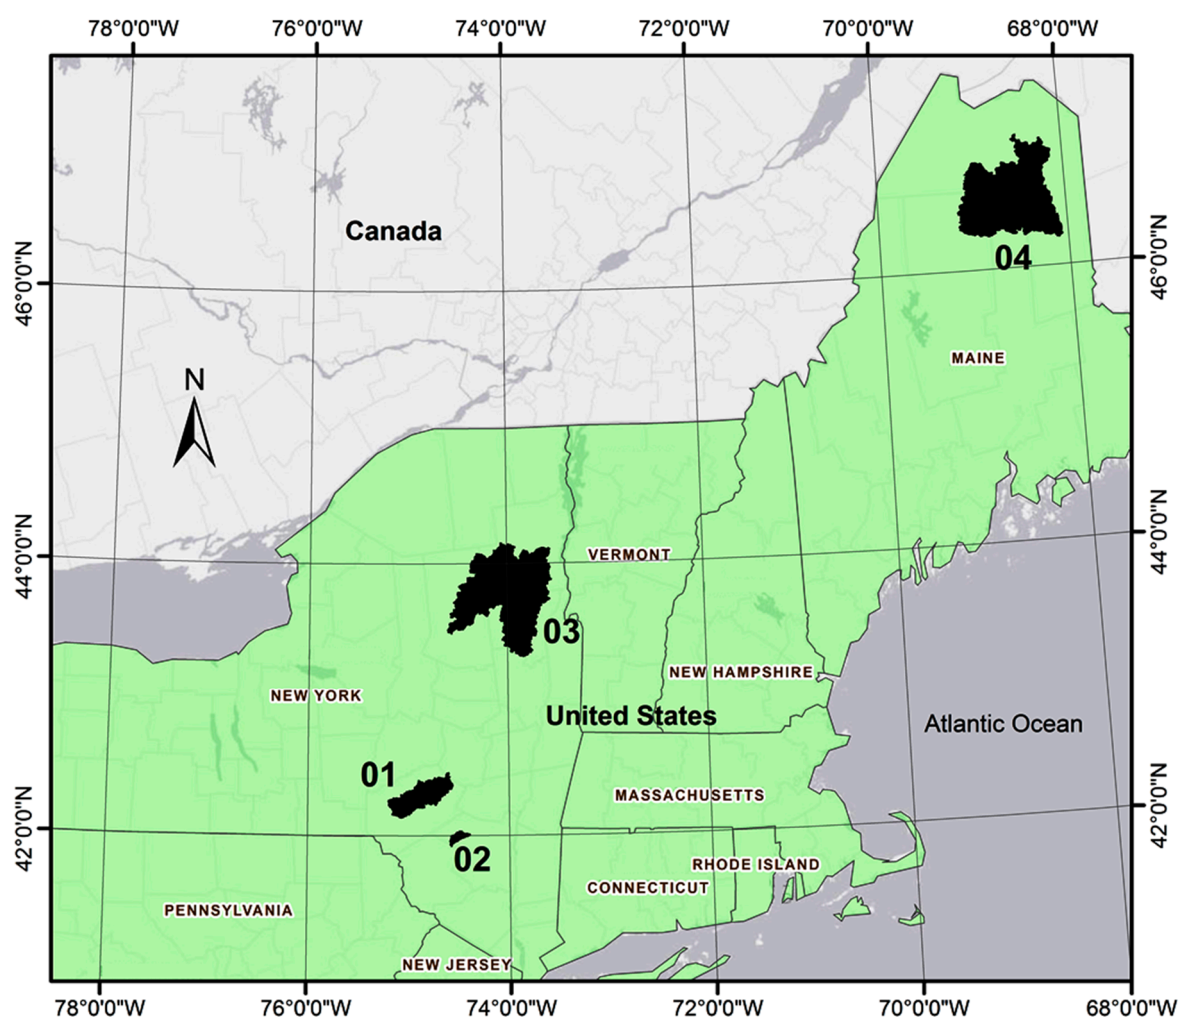 78°0'0"W 76°0'0"W 74°0'0"W 72°0'0"W 70°0'0"W 68°0'0"W
Canada
04
46°0'0"N
46°0'0"N
MAINE
N
44°0'0"N
44°0'0"N
VERMONT
03
NEW HAMPSHIRE
NEW YORK
United States
Atlantic Ocean
01
MASSACHUSETTS
42°0'0"N
42°0'0"N
02
RHODE ISLAND
CONNECTICUT
PENNSYLVANIA
NEW JERSEY
78°0'0"W 76°0'0"W 74°0'0"W 72°0'0"W 70°0'0"W 68°0'0"W